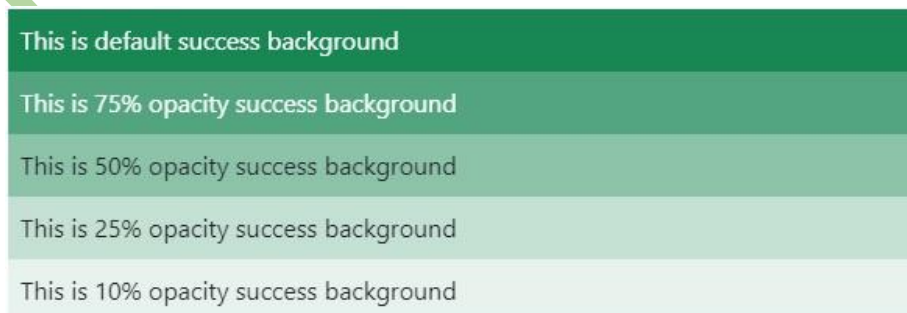 This is default success background
This is 75% opacity success background
This is 50% opacity success background
This is 25% opacity success background
This is 10% opacity success background